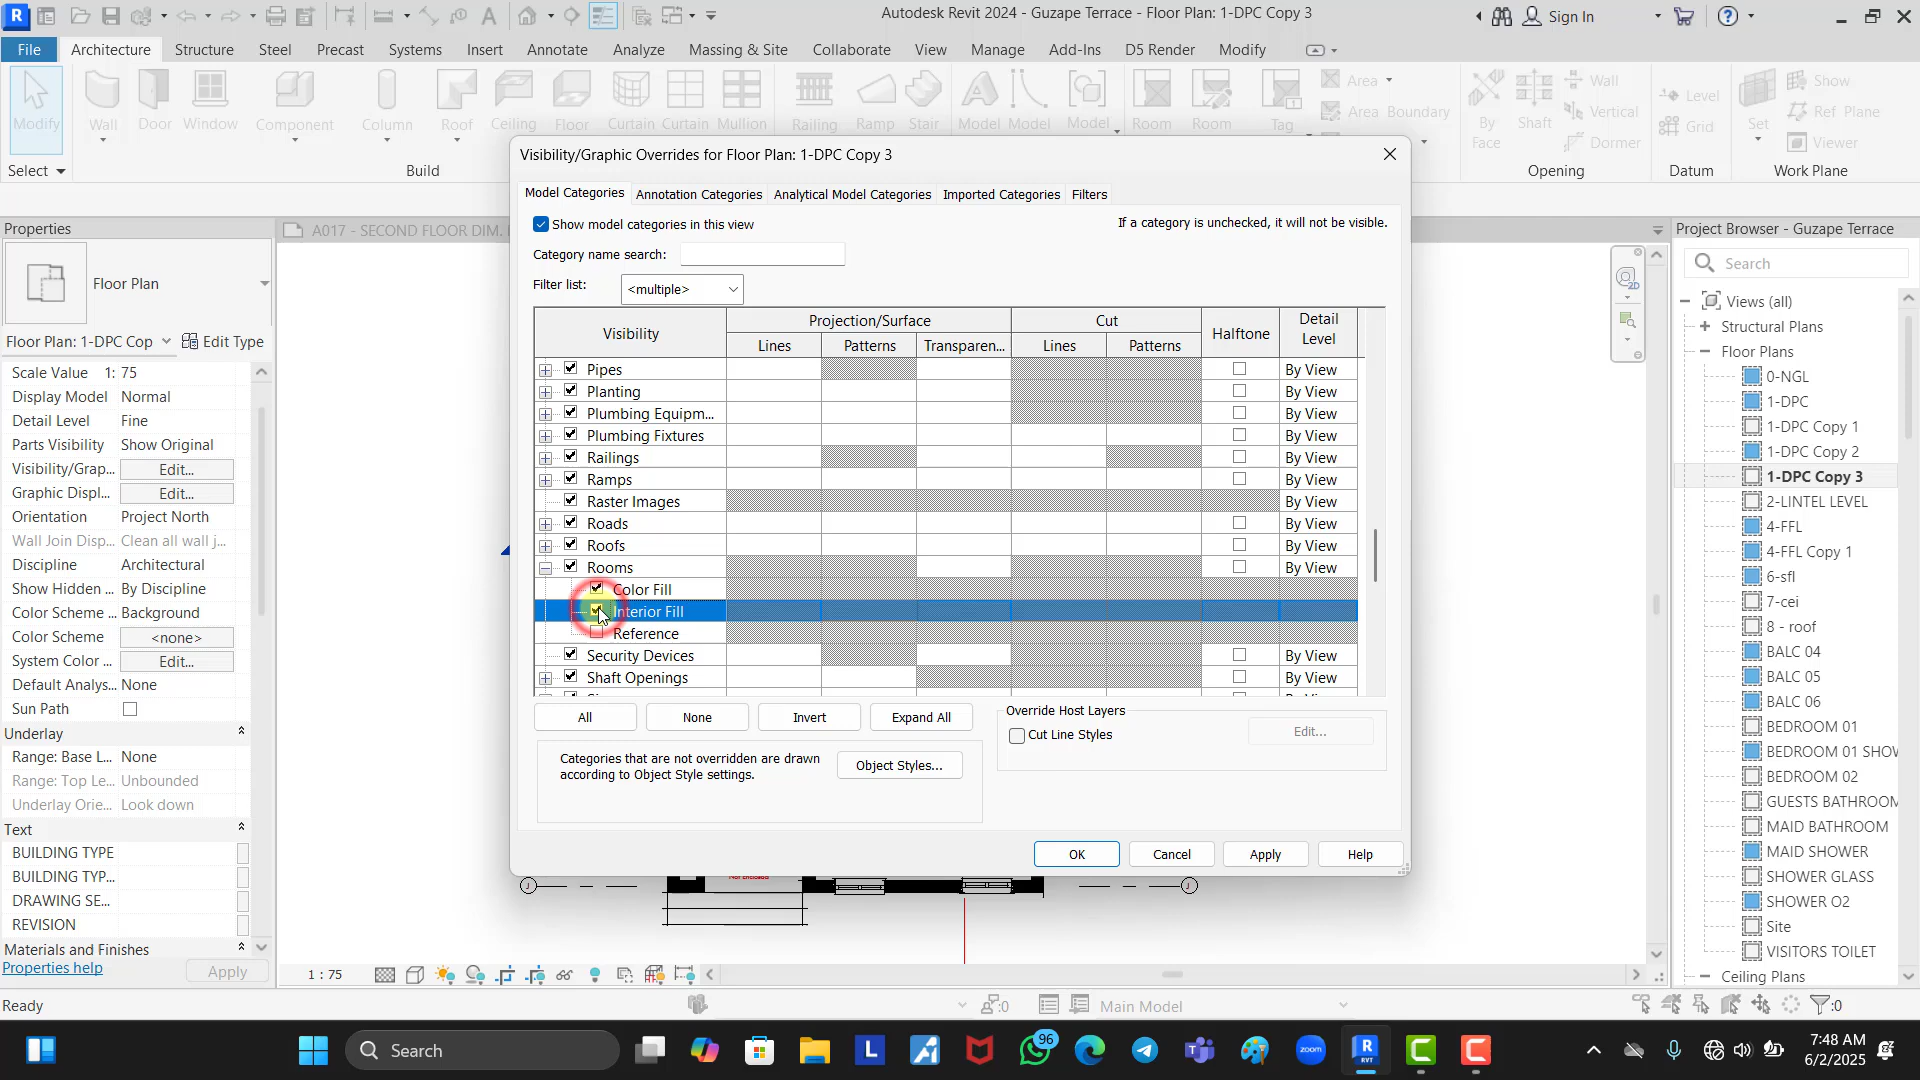 Autodesk Revit 2024 - Guzape Terrace - Floor Plan: 1-DPC Copy 3
Sign In
File Architecture Structure Steel Precast Systems Insert Annotate Analyze Massing & Site Collaborate View Manage Add-Ins D5 Render Modify
Modify Wall Door Window Component Column Roof Ceiling Floor Curtain Curtain Mullion Railing Ramp Stair Model Model Model Room Room Tag
Area
Area Boundary
By Face
Shaft
Wall
Vertical
Dormer
Level
Grid
Set
Show
Ref Plane
Viewer
Select Build Opening Datum Work Plane
Properties
A017 - SECOND FLOOR DIM.
Floor Plan
Floor Plan: 1-DPC Cop Edit Type
Scale Value 1: 75
Display Model Normal
Detail Level Fine
Parts Visibility Show Original
Visibility/Grap... Edit...
Graphic Displ... Edit...
Orientation Project North
Wall Join Disp... Clean all wall j...
Discipline Architectural
Show Hidden ... By Discipline
Color Scheme ... Background
Color Scheme <none>
System Color ... Edit...
Default Analys... None
Sun Path
Underlay
Range: Base L... None
Range: Top Le... Unbounded
Underlay Orie... Look down
Text
BUILDING TYPE
BUILDING TYP...
DRAWING SE...
REVISION
Materials and Finishes
Properties help Apply
Visibility/Graphic Overrides for Floor Plan: 1-DPC Copy 3
Model Categories Annotation Categories Analytical Model Categories Imported Categories Filters
Show model categories in this view
If a category is unchecked, it will not be visible.
Category name search:
Filter list: <multiple>
Visibility Projection/Surface Cut Halftone Detail Level
Lines Patterns Transparen... Lines Patterns
Pipes By View
Planting By View
Plumbing Equipm... By View
Plumbing Fixtures By View
Railings By View
Ramps By View
Raster Images By View
Roads By View
Roofs By View
Rooms By View
Color Fill
Interior Fill
Reference
Security Devices By View
Shaft Openings By View
All None Invert Expand All
Override Host Layers
Cut Line Styles Edit...
Categories that are not overridden are drawn
according to Object Style settings.
Object Styles...
OK Cancel Apply Help
Not Enclosed
J J
Project Browser - Guzape Terrace
Search
Views (all)
Structural Plans
Floor Plans
0-NGL
1-DPC
1-DPC Copy 1
1-DPC Copy 2
1-DPC Copy 3
2-LINTEL LEVEL
4-FFL
4-FFL Copy 1
6-sfl
7-cei
8 - roof
BALC 04
BALC 05
BALC 06
BEDROOM 01
BEDROOM 01 SHOW
BEDROOM 02
GUESTS BATHROOM
MAID BATHROOM
MAID SHOWER
SHOWER GLASS
SHOWER O2
Site
VISITORS TOILET
Ceiling Plans
1 : 75
Ready
:0
Main Model
:0
Search
96
zoom
RVT
7:48 AM
6/2/2025